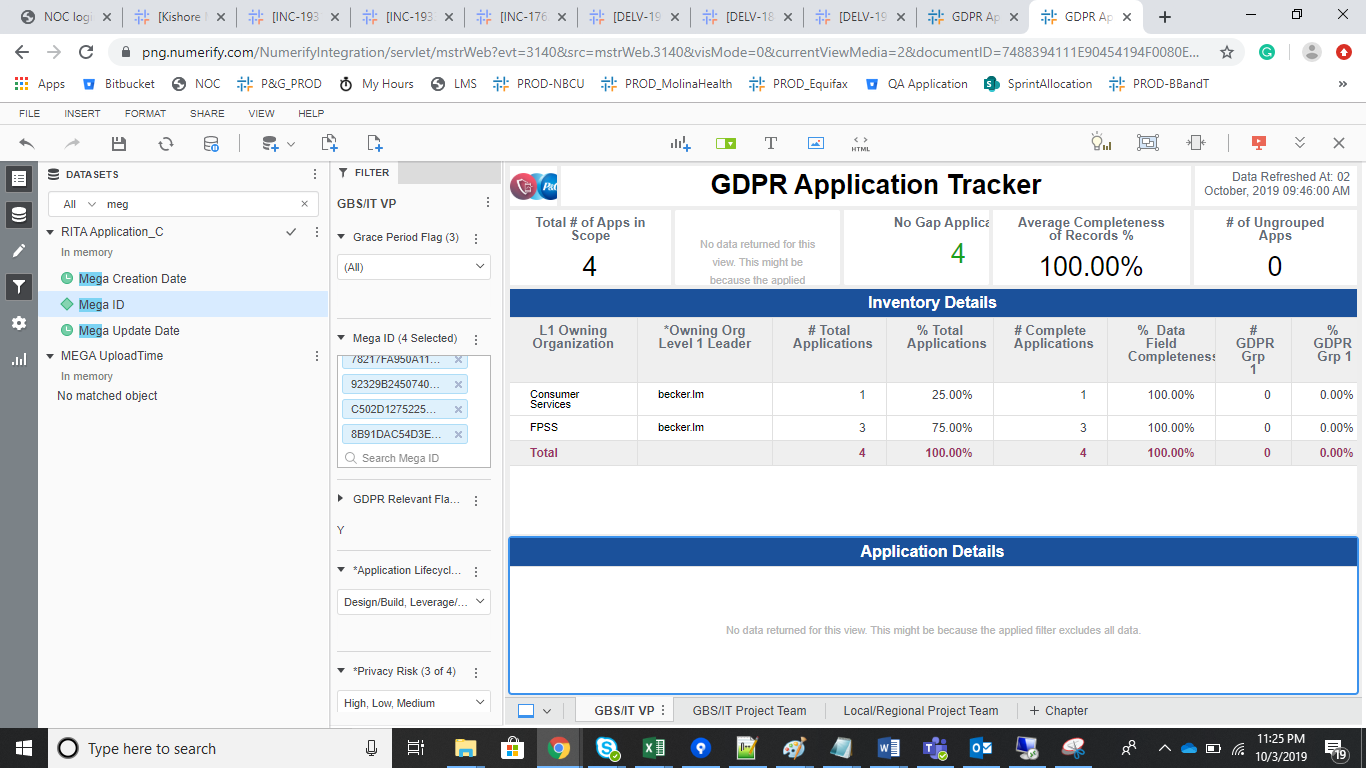 NOC logi
[Kishore
[INC-193
[INC-193
[INC-176
[DELV-19
[DELV-18
[DELV-19
GDPR Ap
GDPR Ap
png.numerify.com/NumerifyIntegration/servlet/mstrWeb?evt=3140&src=mstrWeb.3140&visMode=0&currentViewMedia=2&documentID=7488394111E90454194F0080E...
Apps
Bitbucket
NOC
P&G_PROD
My Hours
LMS
PROD-NBCU
PROD_MolinaHealth
PROD_Equifax
QA Application
SprintAllocation
PROD-BBandT
»
FILE
INSERT
FORMAT
SHARE
VIEW
HELP
HTML
DATASETS
All
meg
RITA Application_C
In memory
Mega Creation Date
Mega ID
Mega Update Date
MEGA UploadTime
In memory
No matched object
FILTER
GBS/IT VP
Grace Period Flag (3)
(All)
Mega ID (4 Selected)
78217FA950A11...
92329B2450740...
C502D1275225...
8B91DAC54D3E...
Search Mega ID
GDPR Relevant Fla...
Y
*Application Lifecycl...
Design/Build, Leverage/...
*Privacy Risk (3 of 4)
High, Low, Medium
P&G
GDPR Application Tracker
Data Refreshed At: 02
October, 2019 09:46:00 AM
Total # of Apps in
Scope
4
No data returned for this
view. This might be
because the applied
No Gap Applica
4
Average Completeness
of Records %
100.00%
# of Ungrouped
Apps
0
Inventory Details
L1 Owning
Organization
*Owning Org
Level 1 Leader
# Total
Applications
% Total
Applications
# Complete
Applications
% Data
Field
Completeness
#
GDPR
Grp
1
%
GDPR
Grp 1
Consumer
Services
becker.lm
1
25.00%
1
100.00%
0
0.00%
FPSS
becker.lm
3
75.00%
3
100.00%
0
0.00%
Total
4
100.00%
4
100.00%
0
0.00%
Application Details
No data returned for this view. This might be because the applied filter excludes all data.
GBS/IT VP
GBS/IT Project Team
Local/Regional Project Team
+ Chapter
Type here to search
11:25 PM
10/3/2019
19